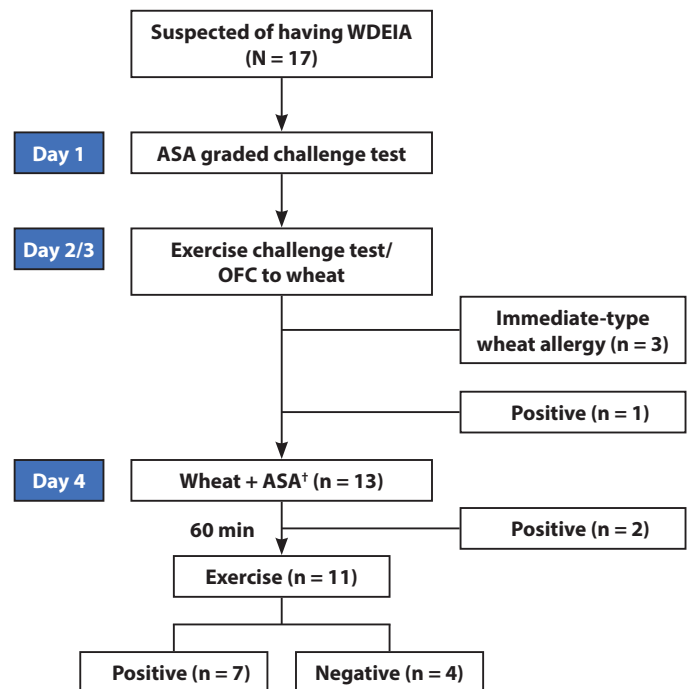 Suspected of having WDEIA
(N = 17)
Day 1
ASA graded challenge test
Day 2/3
Exercise challenge test/
OFC to wheat
Immediate-type
wheat allergy (n = 3)
Positive (n = 1)
Day 4
Wheat + ASA† (n = 13)
60 min
Positive (n = 2)
Exercise (n = 11)
Positive (n = 7)
Negative (n = 4)